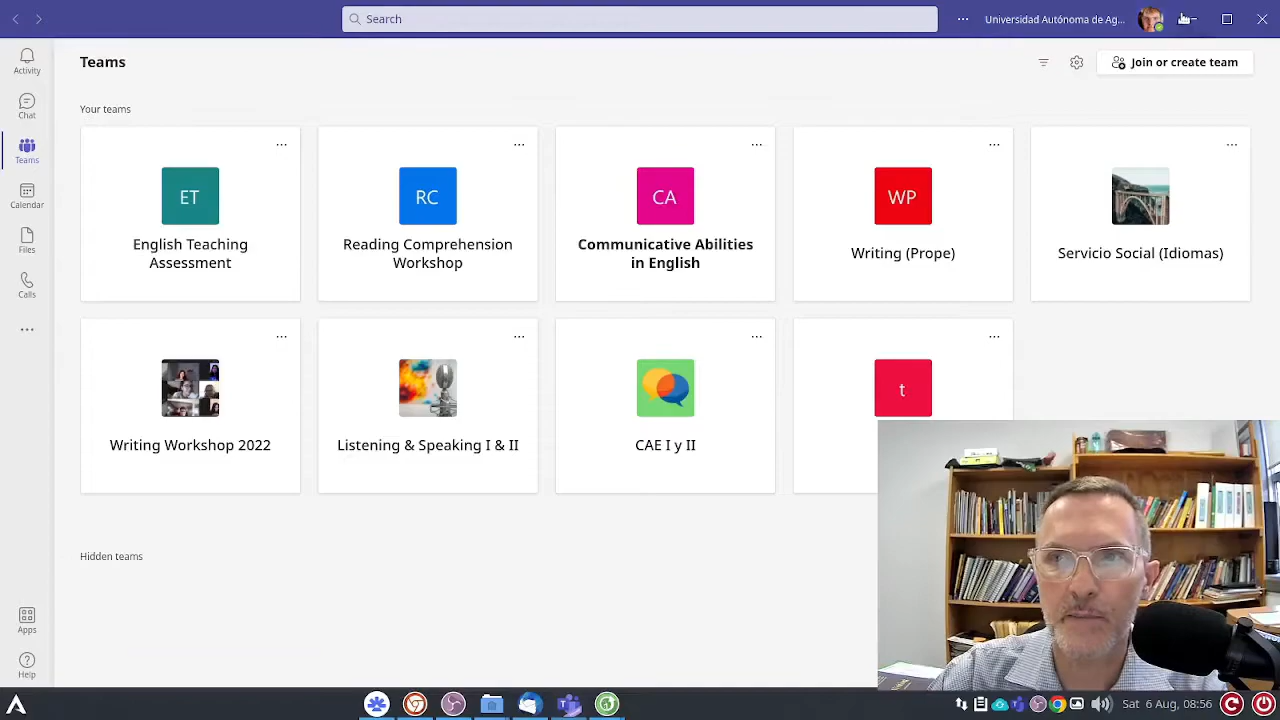 Search
Universidad Autónoma de Ag...
Activity
Chat
Teams
Calendar
Files
Calls
Apps
Help
Teams
Join or create team
Your teams
ET
English Teaching
Assessment
RC
Reading Comprehension
Workshop
CA
Communicative Abilities
in English
WP
Writing (Prope)
Servicio Social (Idiomas)
Writing Workshop 2022
Listening & Speaking I & II
CAE I y II
t
Hidden teams
Sat 6 Aug, 08:56